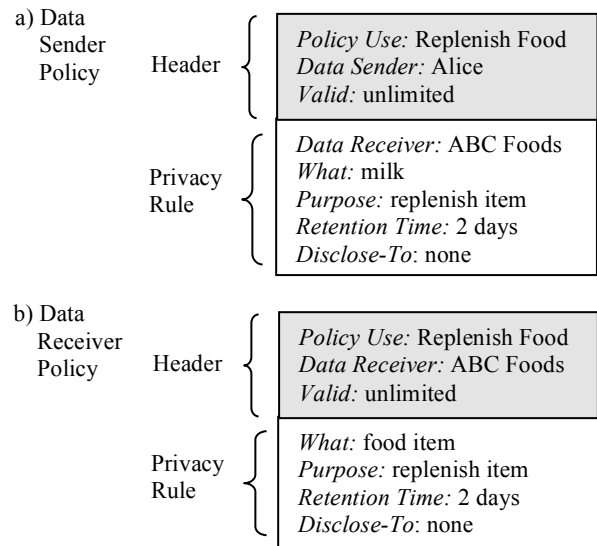 a) Data
Sender
Policy
Header
Policy Use: Replenish Food
Data Sender: Alice
Valid: unlimited
Privacy
Rule
Data Receiver: ABC Foods
What: milk
Purpose: replenish item
Retention Time: 2 days
Disclose-To: none
b) Data
Receiver
Policy
Header
Policy Use: Replenish Food
Data Receiver: ABC Foods
Valid: unlimited
Privacy
Rule
What: food item
Purpose: replenish item
Retention Time: 2 days
Disclose-To: none